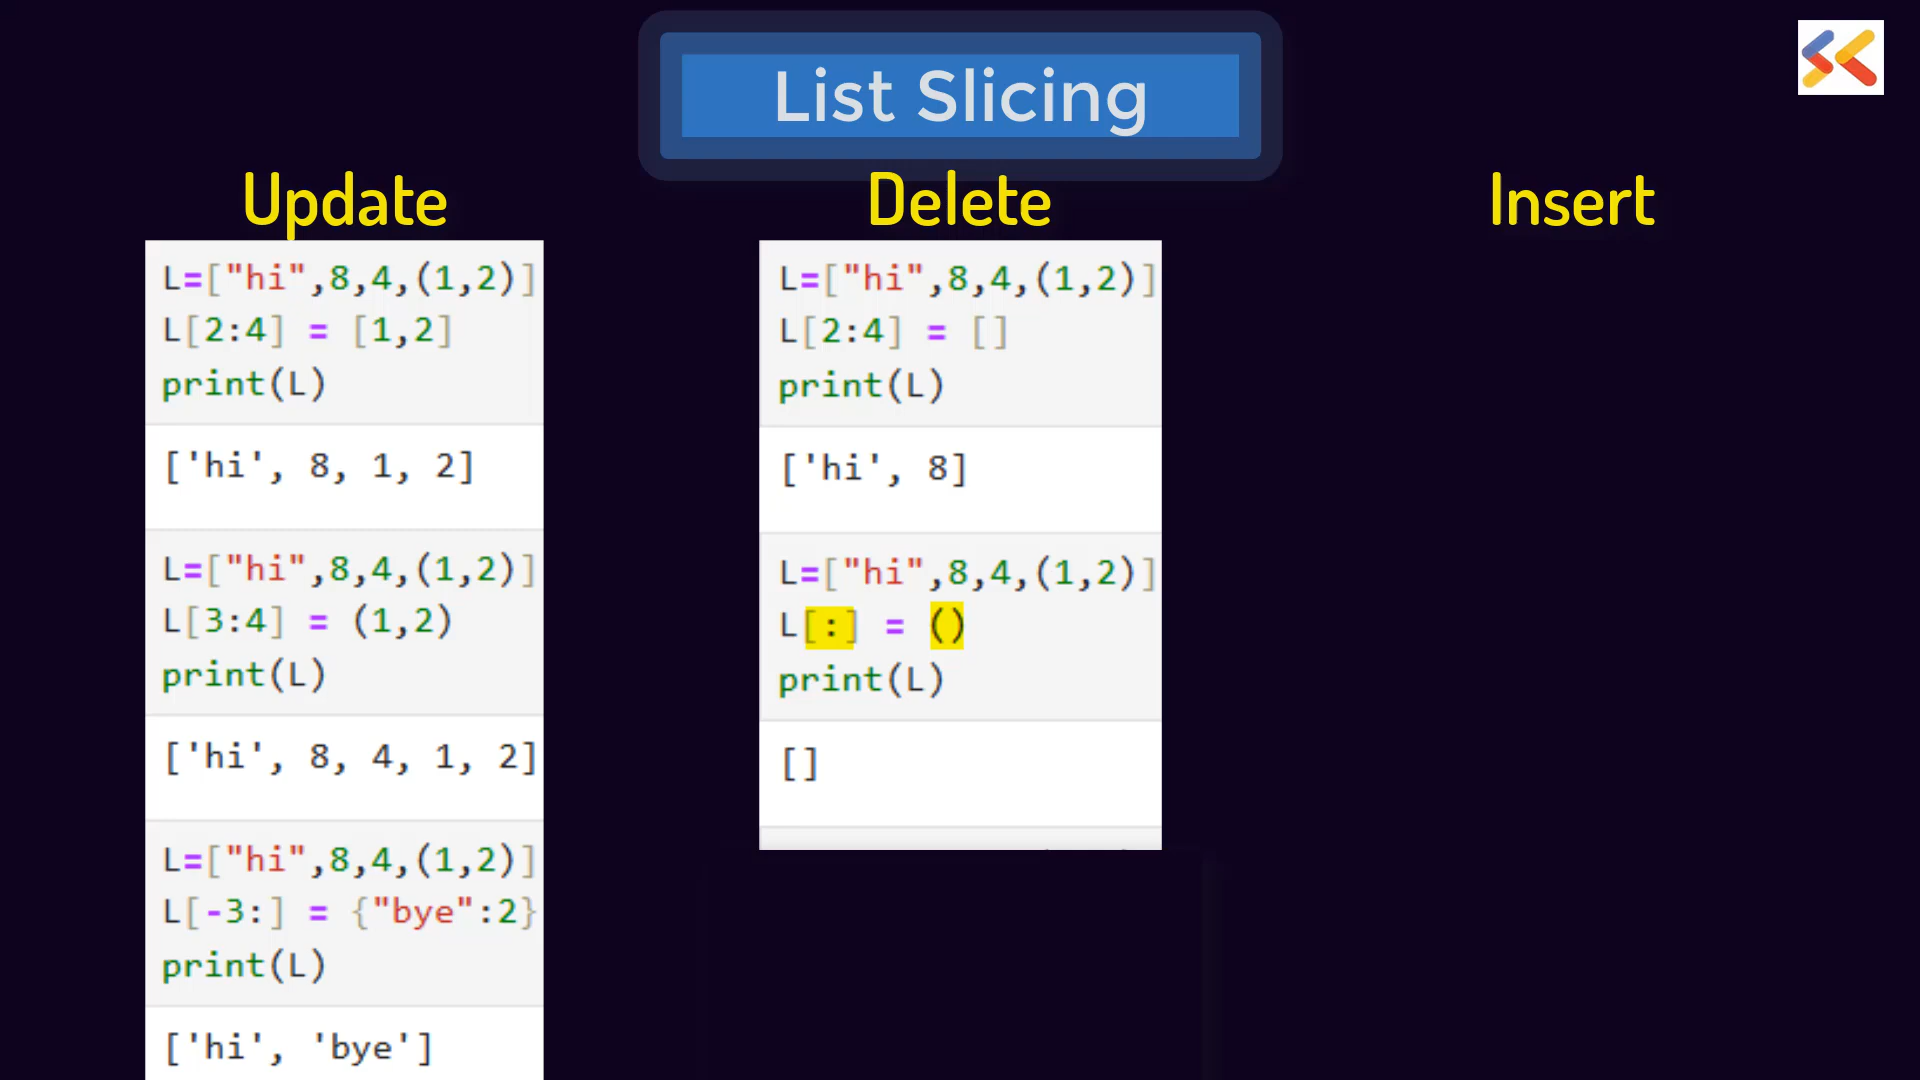 List Slicing
Update
L=["hi",8,4,(1,2)]
L[2:4] = [1,2]
print(L)
['hi', 8, 1, 2]
L=["hi",8,4,(1,2)]
L[3:4] = (1,2)
print(L)
['hi', 8, 4, 1, 2]
L=["hi",8,4,(1,2)]
L[-3:] = {"bye":2}
print(L)
['hi', 'bye']
Delete
L=["hi",8,4,(1,2)]
L[2:4] = []
print(L)
['hi', 8]
L=["hi",8,4,(1,2)]
L[:] = ()
print(L)
[]
Insert